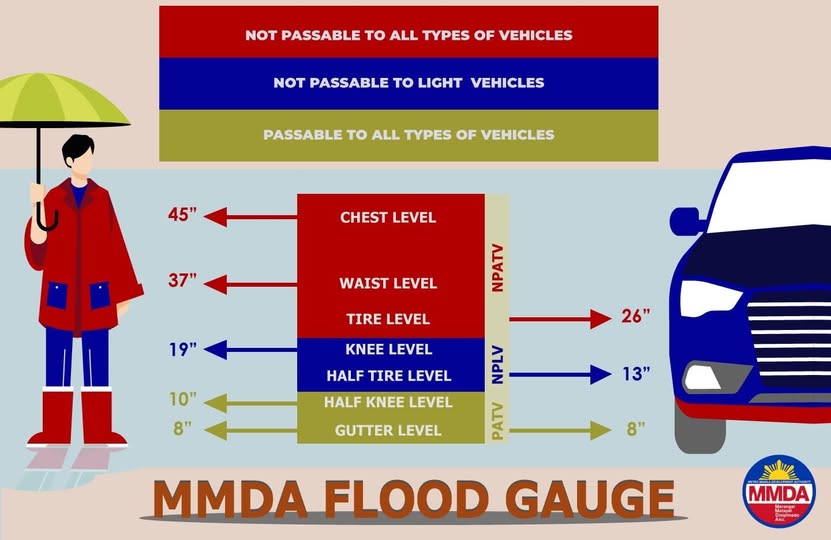 NOT PASSABLE TO ALL TYPES OF VEHICLES
NOT PASSABLE TO LIGHT VEHICLES
PASSABLE TO ALL TYPES OF VEHICLES
45”
CHEST LEVEL
37”
WAIST LEVEL
NPATV
TIRE LEVEL
26”
19”
KNEE LEVEL
NPLV
HALF TIRE LEVEL
13”
10”
HALF KNEE LEVEL
PATV
8”
GUTTER LEVEL
8”
MMDA FLOOD GAUGE
METRO MANILA DEVELOPMENT AUTHORITY
MMDA
Marangal
Matapat
Disiplinado
Ako.